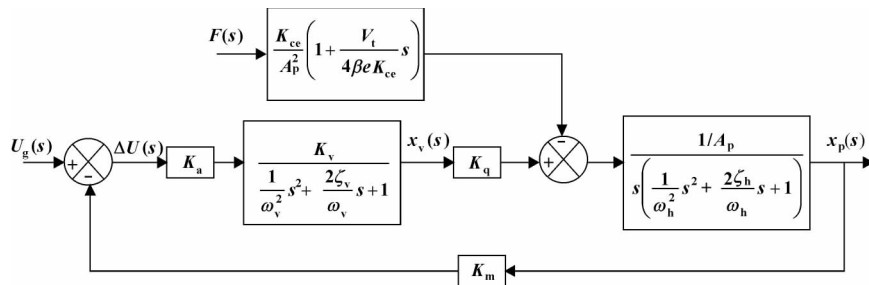 F(s)
K_ce / A_p^2 (1 + V_t / 4βeK_ce s)
U_g(s)
+
-
ΔU(s)
K_a
K_v / (1/ω_v^2 s^2 + 2ζ_v/ω_v s + 1)
x_v(s)
K_q
-
+
1/A_p / s(1/ω_h^2 s^2 + 2ζ_h/ω_h s + 1)
x_p(s)
K_m